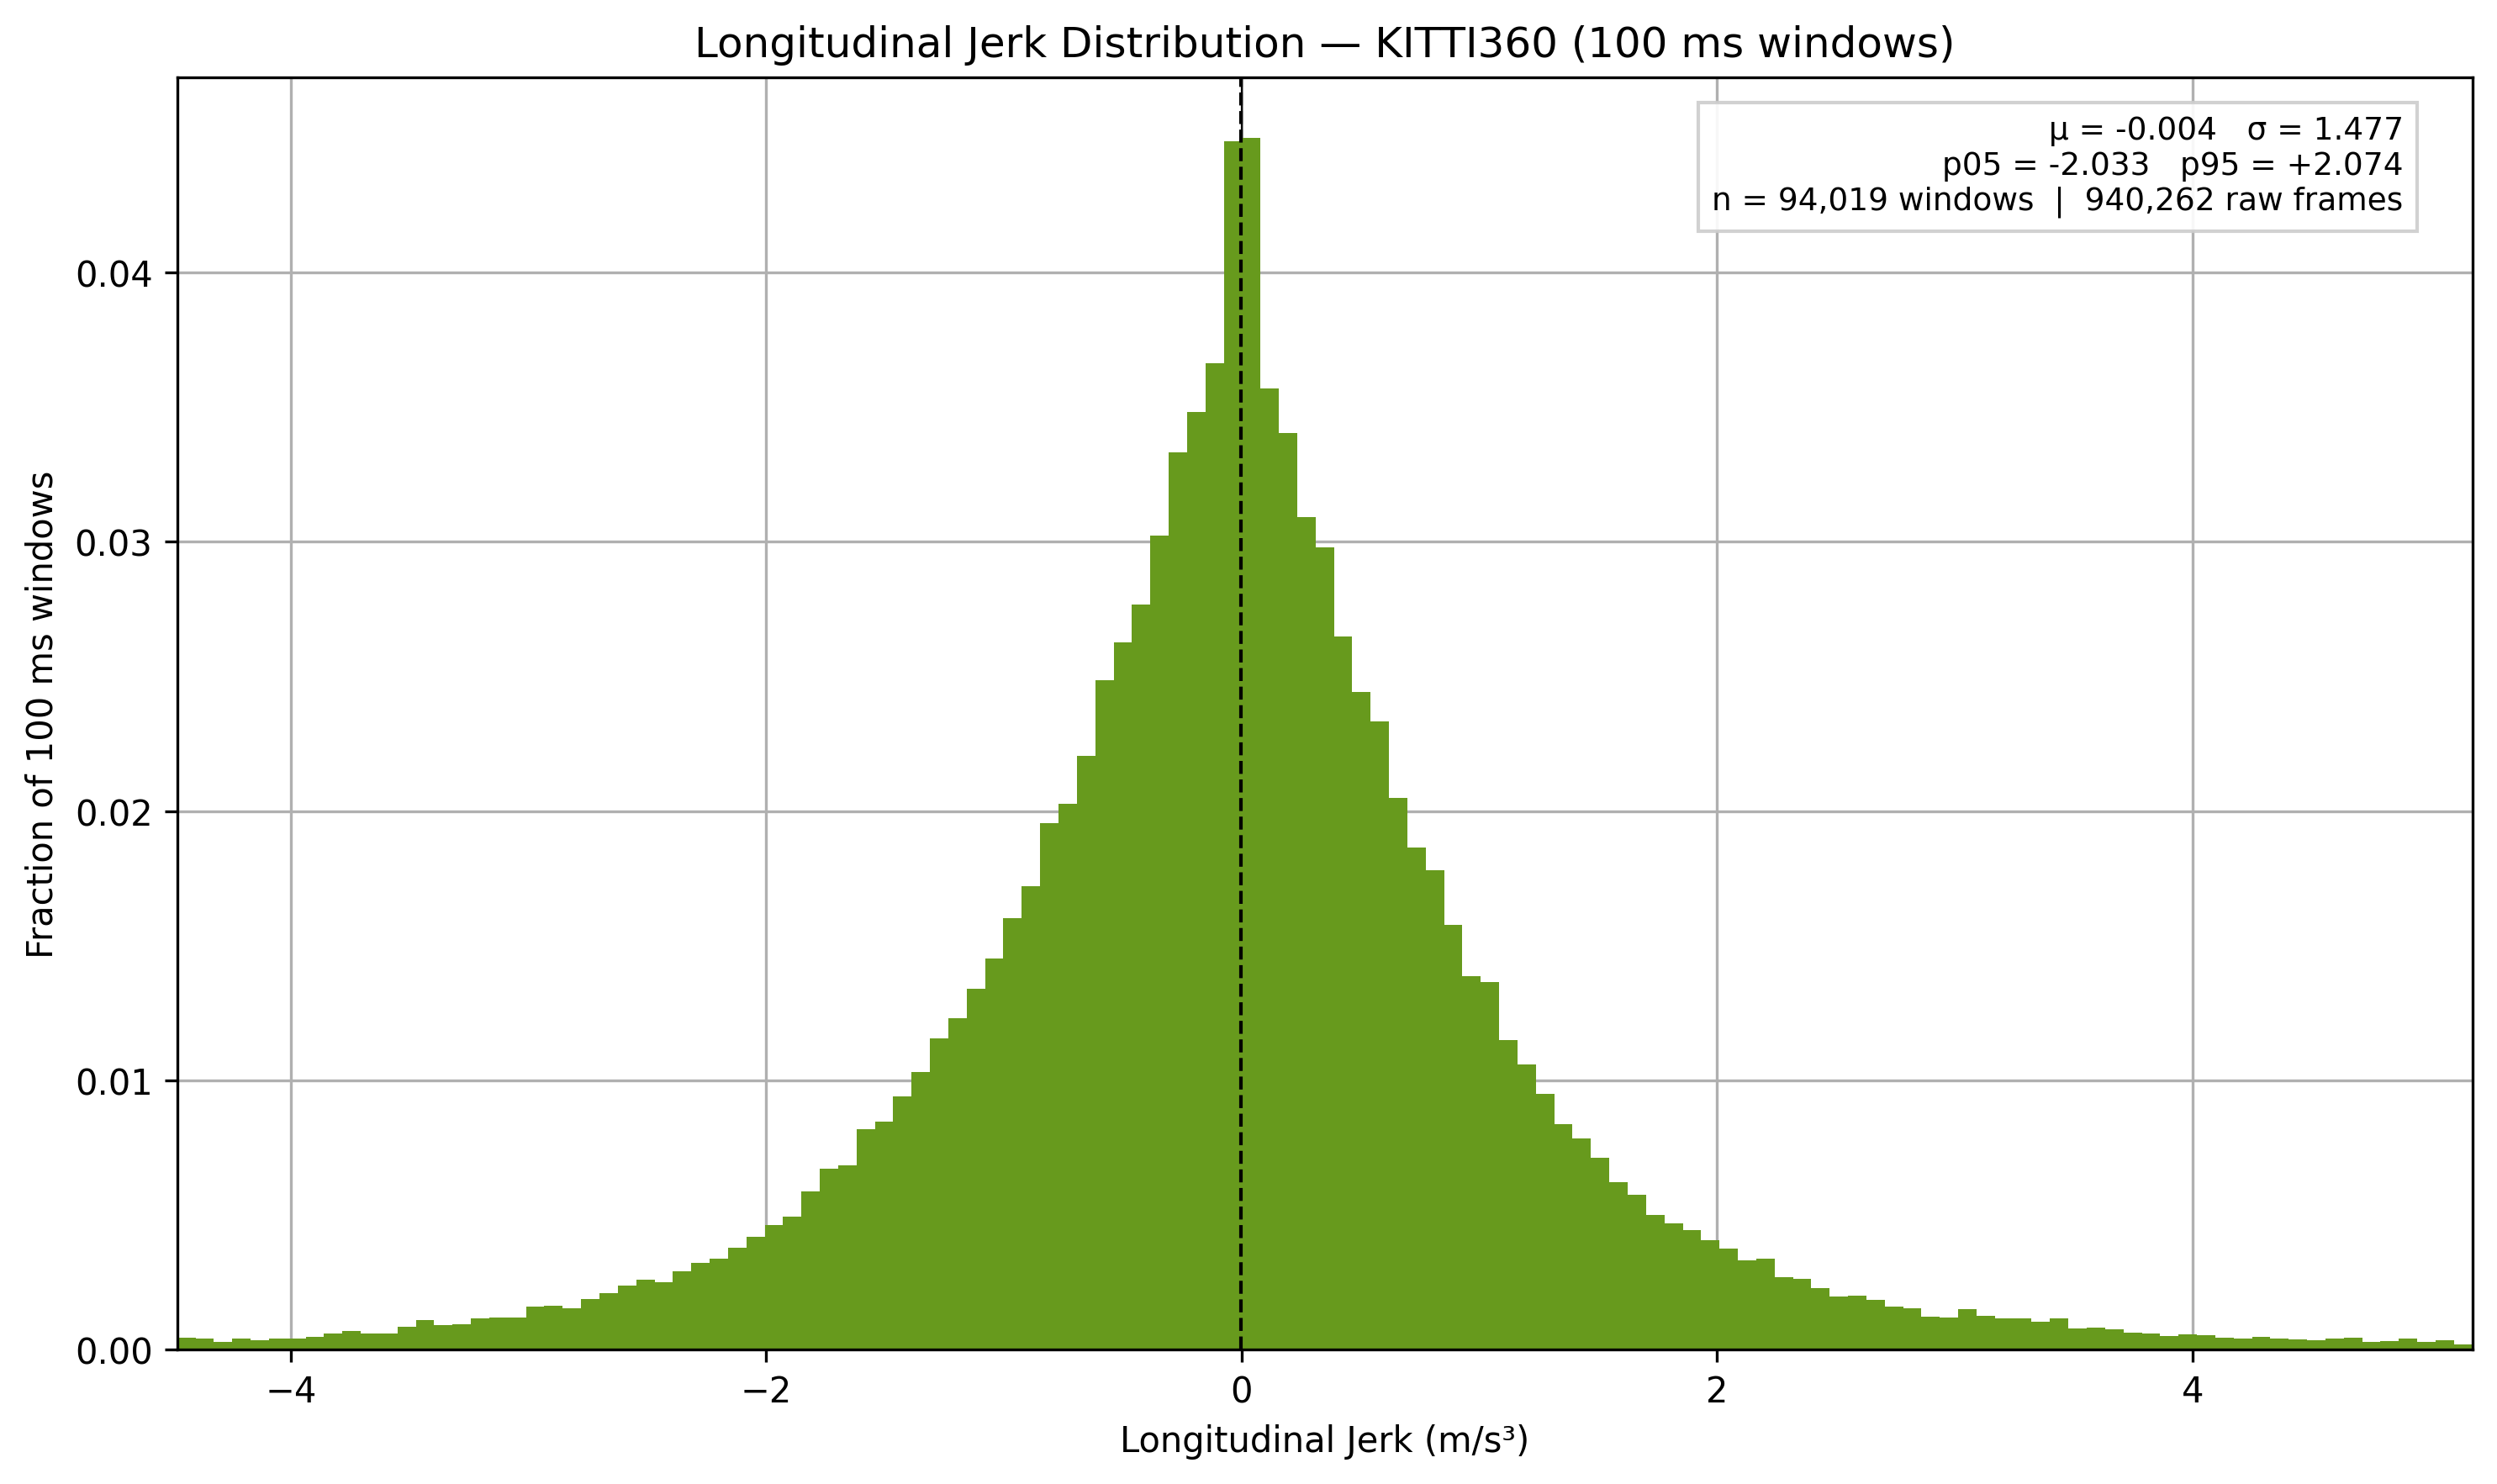 Longitudinal Jerk Distribution — KITTI360 (100 ms windows)
μ = -0.004   σ = 1.477
p05 = -2.033   p95 = +2.074
n = 94,019 windows  |  940,262 raw frames
Fraction of 100 ms windows
0.04
0.03
0.02
0.01
0.00
−4
−2
0
2
4
Longitudinal Jerk (m/s³)